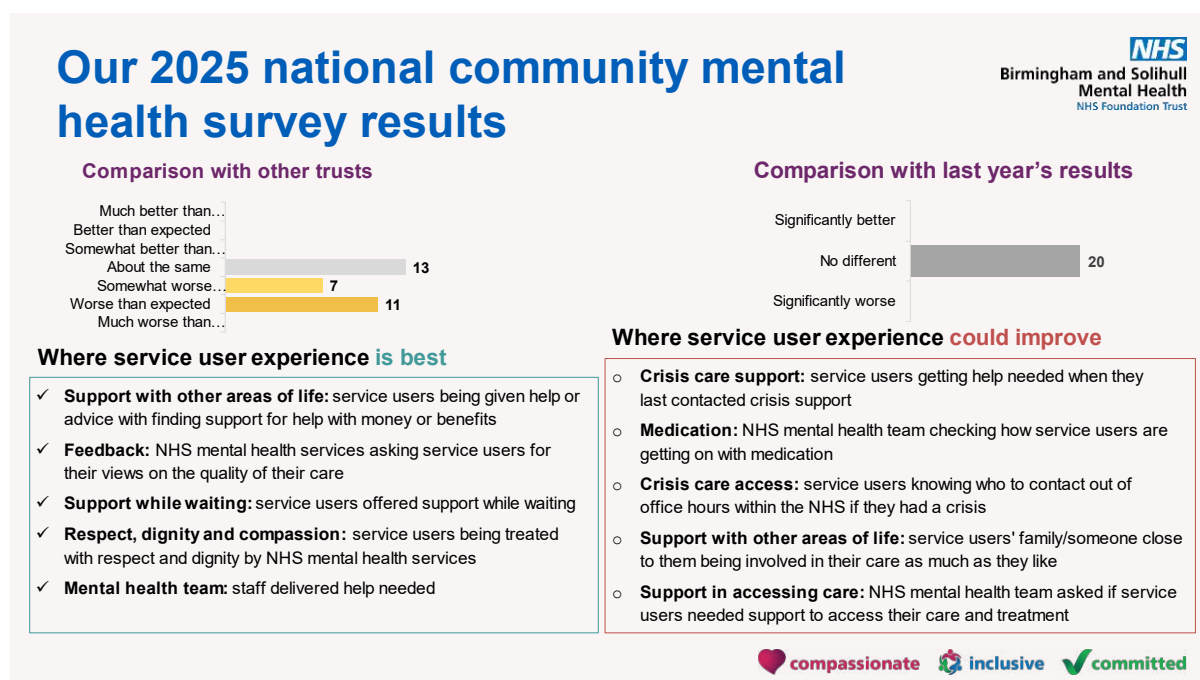 Our 2025 national community mental
health survey results
NHS
Birmingham and Solihull
Mental Health
NHS Foundation Trust
Comparison with other trusts
Much better than…
Better than expected
Somewhat better than…
About the same
13
Somewhat worse…
7
Worse than expected
11
Much worse than…
Comparison with last year’s results
Significantly better
No different
20
Significantly worse
Where service user experience is best
✓ Support with other areas of life: service users being given help or
advice with finding support for help with money or benefits
✓ Feedback: NHS mental health services asking service users for
their views on the quality of their care
✓ Support while waiting: service users offered support while waiting
✓ Respect, dignity and compassion: service users being treated
with respect and dignity by NHS mental health services
✓ Mental health team: staff delivered help needed
Where service user experience could improve
o Crisis care support: service users getting help needed when they
last contacted crisis support
o Medication: NHS mental health team checking how service users are
getting on with medication
o Crisis care access: service users knowing who to contact out of
office hours within the NHS if they had a crisis
o Support with other areas of life: service users' family/someone close
to them being involved in their care as much as they like
o Support in accessing care: NHS mental health team asked if service
users needed support to access their care and treatment
compassionate
inclusive
committed